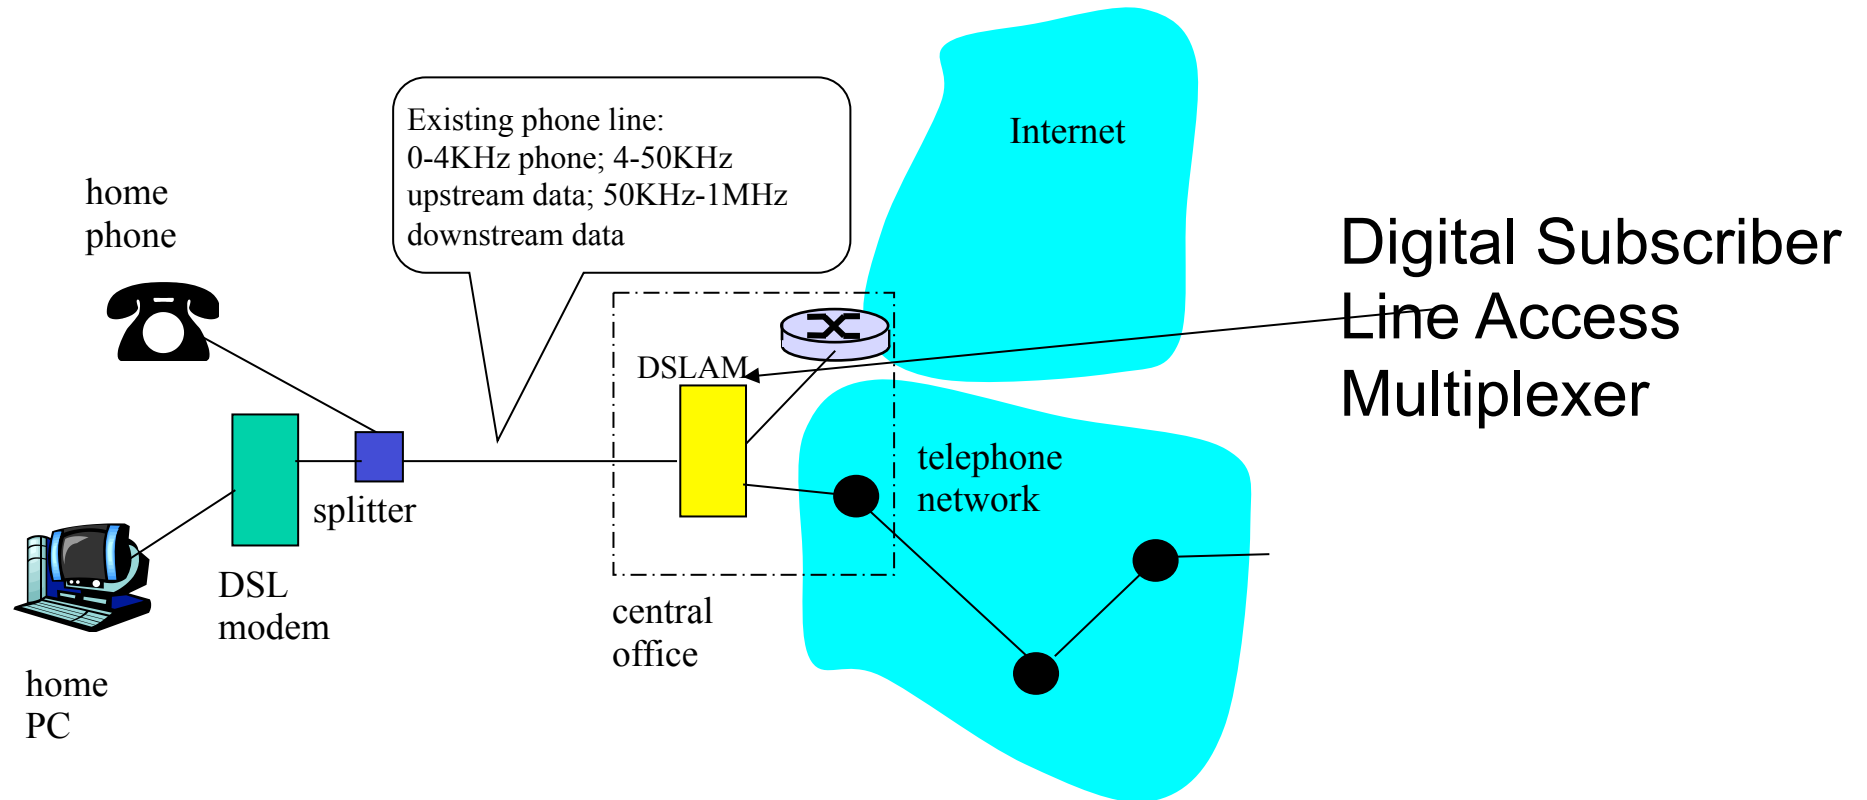 Existing phone line:
0-4KHz phone; 4-50KHz
upstream data; 50KHz-1MHz
downstream data
Internet
home
phone
Digital Subscriber
Line Access
Multiplexer
DSLAM
telephone
network
splitter
DSL
modem
central
office
home
PC